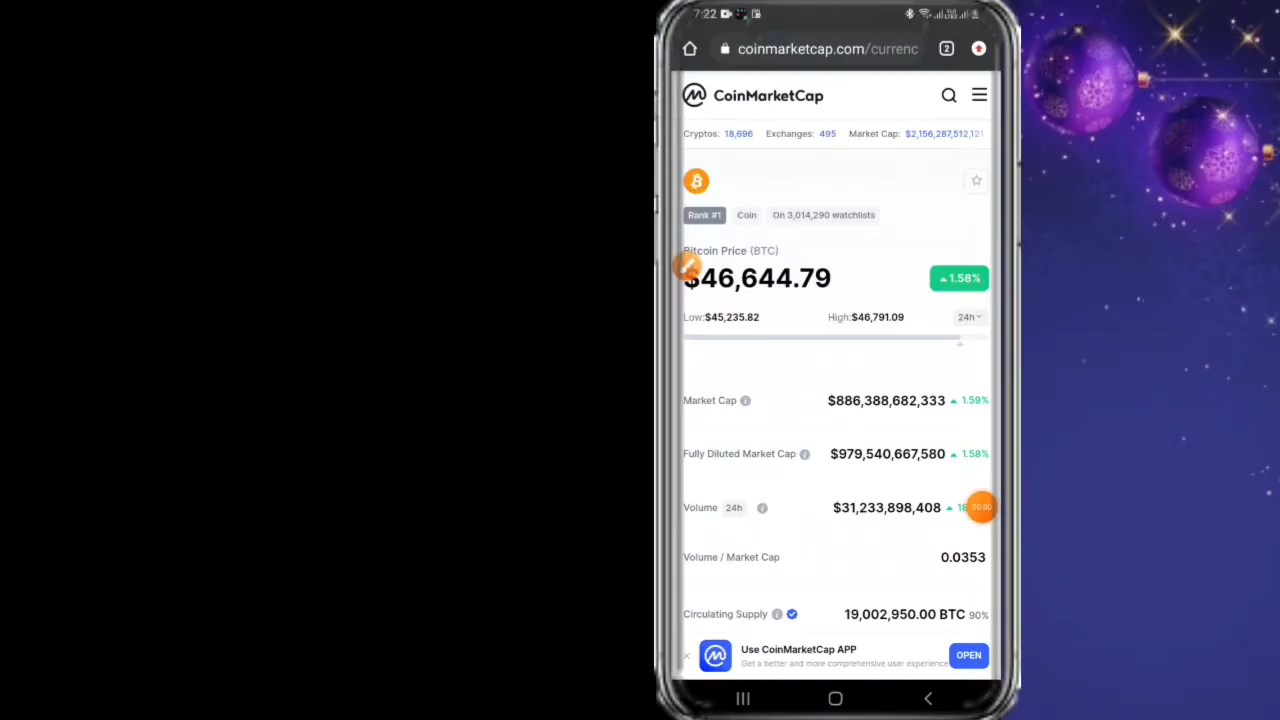 7:22
coinmarketcap.com/currenc 2
CoinMarketCap
Cryptos: 18,696 Exchanges: 495 Market Cap: $2,156,287,512,121
Rank #1 Coin On 3,014,290 watchlists
Bitcoin Price (BTC)
$46,644.79 1.58%
Low:$45,235.82 High:$46,791.09 24h
Market Cap $886,388,682,333 1.59%
Fully Diluted Market Cap $979,540,667,580 1.58%
Volume 24h $31,233,898,408 00:00
Volume / Market Cap 0.0353
Circulating Supply 19,002,950.00 BTC 90%
Use CoinMarketCap APP
Get a better and more comprehensive user experience
OPEN